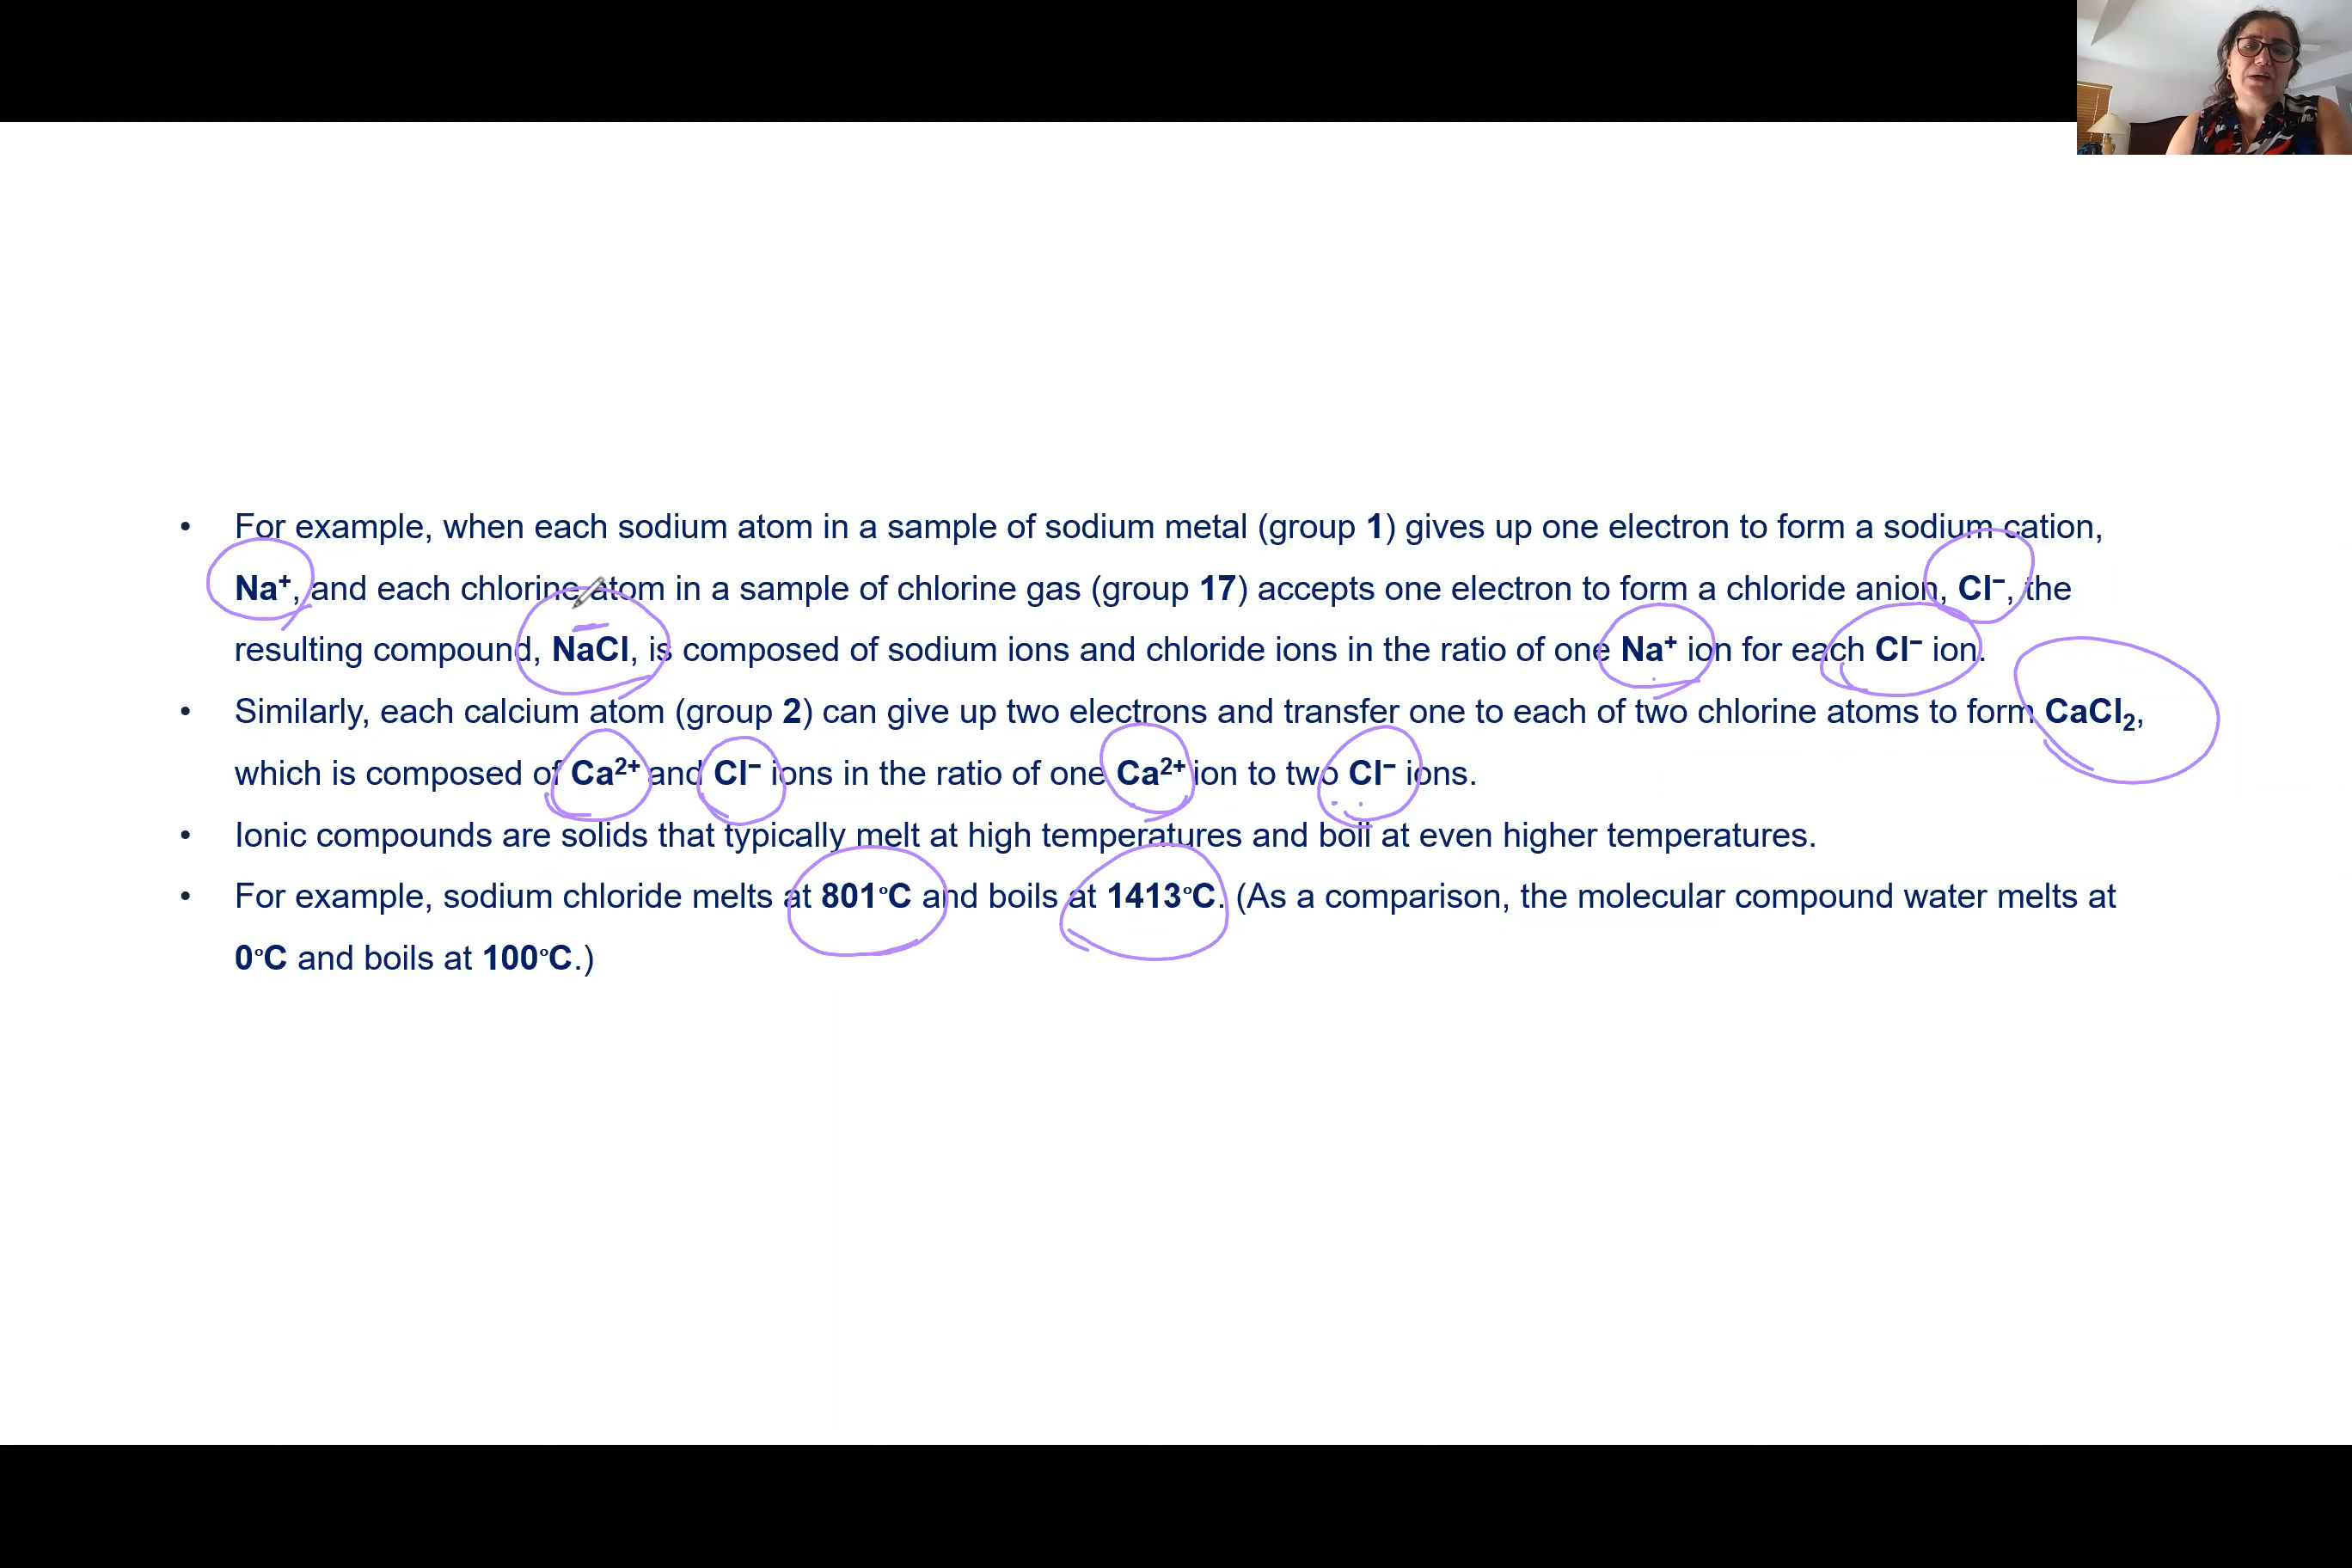 • For example, when each sodium atom in a sample of sodium metal (group 1) gives up one electron to form a sodium cation,
Na⁺, and each chlorine atom in a sample of chlorine gas (group 17) accepts one electron to form a chloride anion, Cl⁻, the
resulting compound, NaCl, is composed of sodium ions and chloride ions in the ratio of one Na⁺ ion for each Cl⁻ ion.
• Similarly, each calcium atom (group 2) can give up two electrons and transfer one to each of two chlorine atoms to form CaCl₂,
which is composed of Ca²⁺ and Cl⁻ ions in the ratio of one Ca²⁺ ion to two Cl⁻ ions.
• Ionic compounds are solids that typically melt at high temperatures and boil at even higher temperatures.
• For example, sodium chloride melts at 801°C and boils at 1413°C. (As a comparison, the molecular compound water melts at
0°C and boils at 100°C.)